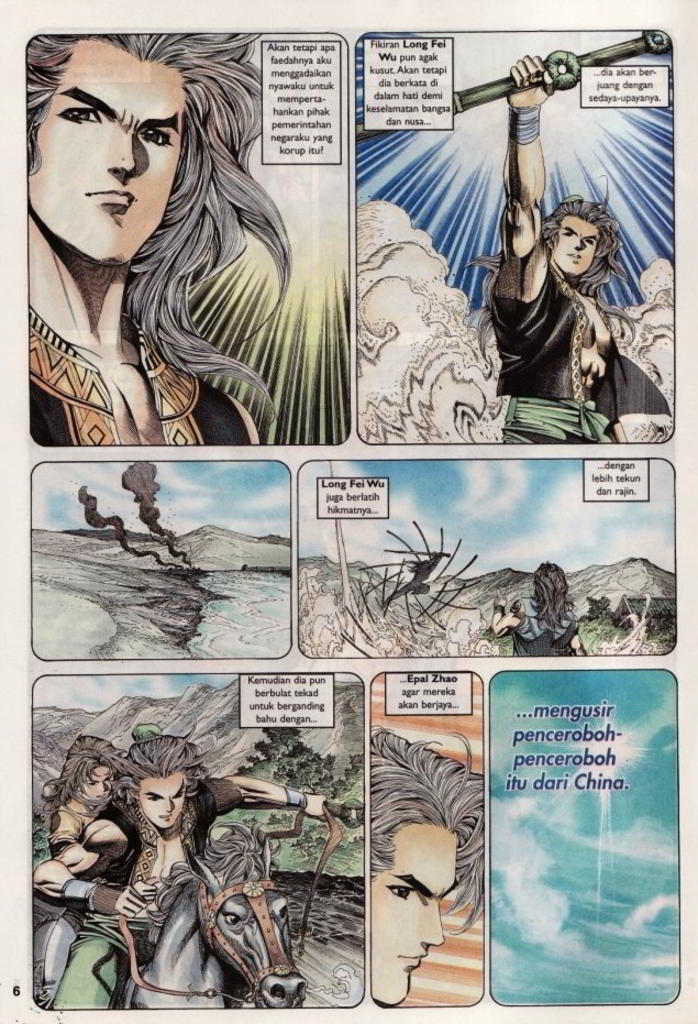 Akan tetapi apa
faedahnya aku
menggadaikan
nyawaku untuk
memperta-
hankan pihak
pemerintahan
negaraku yang
korup itu?
Fikiran Long Fei
Wu pun agak
kusut. Akan tetapi
dia berkata di
dalam hati demi
keselamatan bangsa
dan nusa...
...dia akan ber-
juang dengan
sedaya-upayanya.
Long Fei Wu
juga berlatih
hikmatnya...
...dengan
lebih tekun
dan rajin.
Kemudian dia pun
berbulat tekad
untuk berganding
bahu dengan...
...Epal Zhao
agar mereka
akan berjaya...
...mengusir
penceroboh-
penceroboh
itu dari China.
6